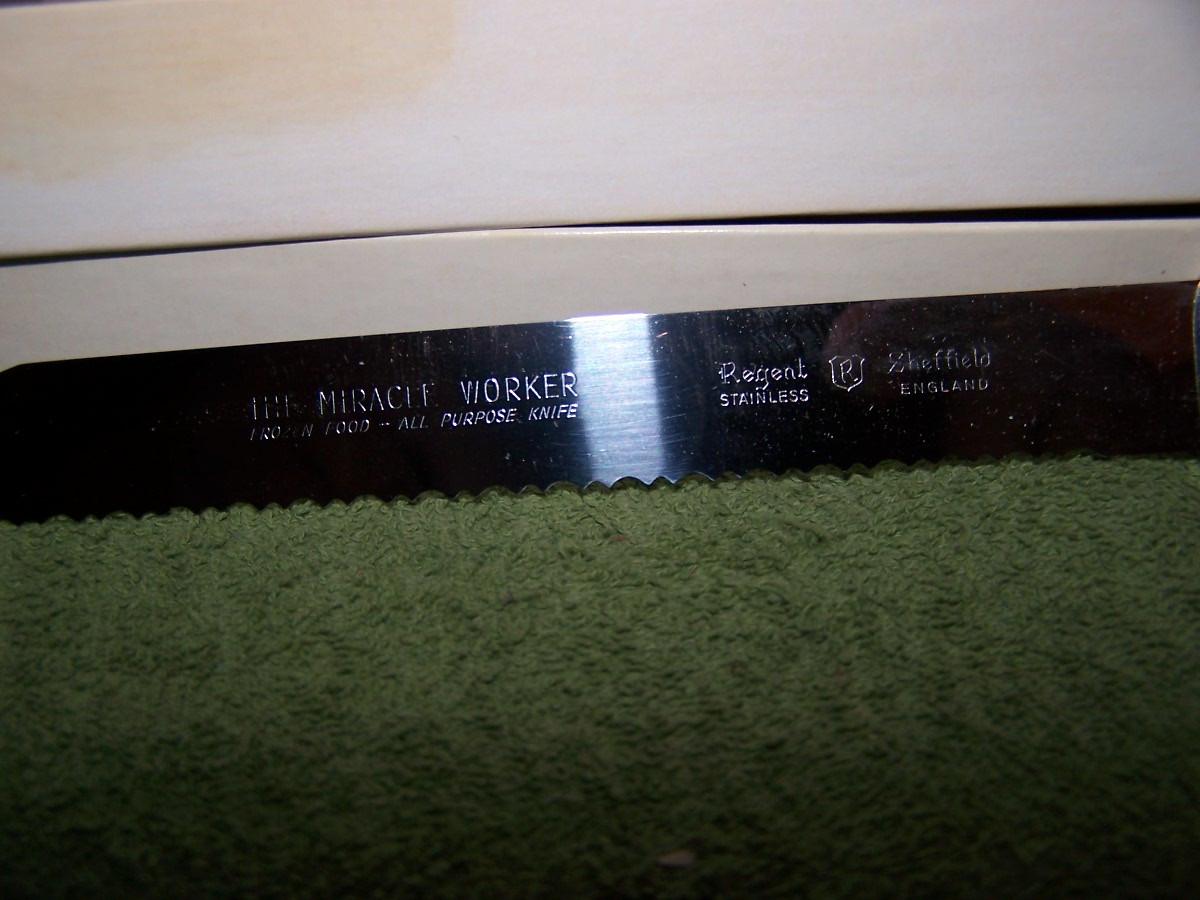 THE MIRACLE WORKER
FROZEN FOOD - ALL PURPOSE KNIFE
Regent
STAINLESS
R
Sheffield
ENGLAND